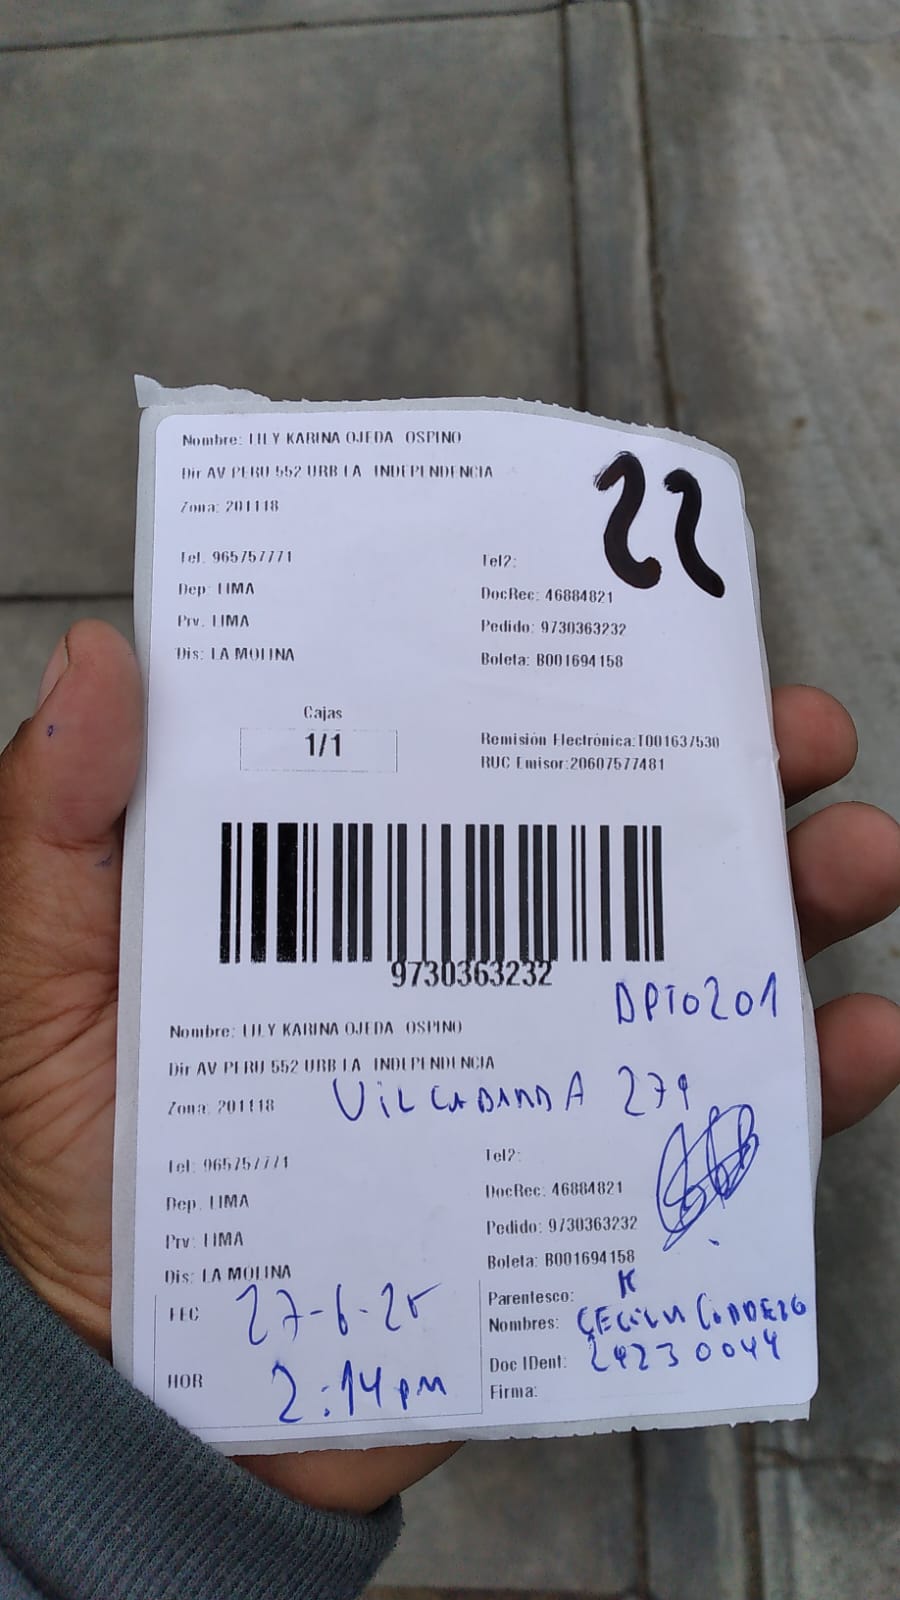 Nombre: LILY KARINA OJEDA OSPINO
Dir AV PERU 552 URB LA INDEPENDENCIA
Zona: 201118
22
Tel. 965757771
Tel2:
Dep: LIMA
DocRec: 46884821
Prv. LIMA
Pedido: 9730363232
Dis: LA MOLINA
Boleta: B001694158
Cajas
1/1
Remisión Electrónica:T001637530
RUC Emisor:20607577481
9730363232
DPTO 201
Nombre: LILY KARINA OJEDA OSPINO
Dir AV PERU 552 URB LA INDEPENDENCIA
Zona: 201118
279
Tel: 965757771
Tel2:
Dep. LIMA
DocRec: 46884821
Prv: LIMA
Pedido: 9730363232
Dis: LA MOLINA
Boleta: B001694158
FEC 27-6-25
Parentesco:
Nombres: CECILIA
HOR 2:14 pm
Doc IDent:
Firma: